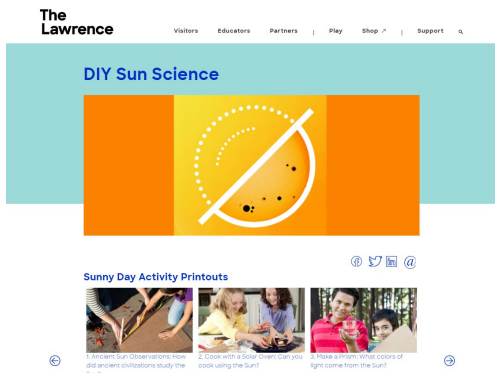 The
Lawrence
Visitors Educators Partners | Play Shop ↗ | Support
DIY Sun Science
Sunny Day Activity Printouts
1. Ancient Sun Observations: How
did ancient civilizations study the
2. Cook with a Solar Oven: Can you
cook using the Sun?
3. Make a Prism: What colors of
light come from the Sun?